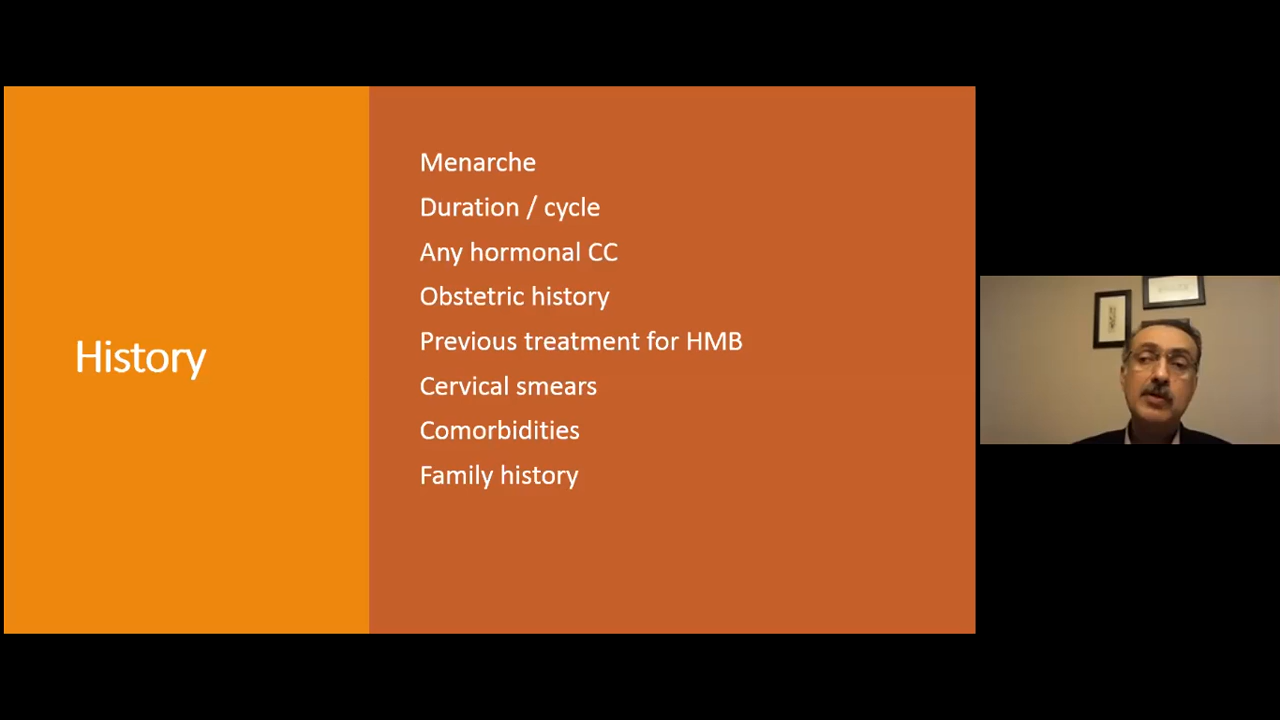 History
Menarche
Duration / cycle
Any hormonal CC
Obstetric history
Previous treatment for HMB
Cervical smears
Comorbidities
Family history